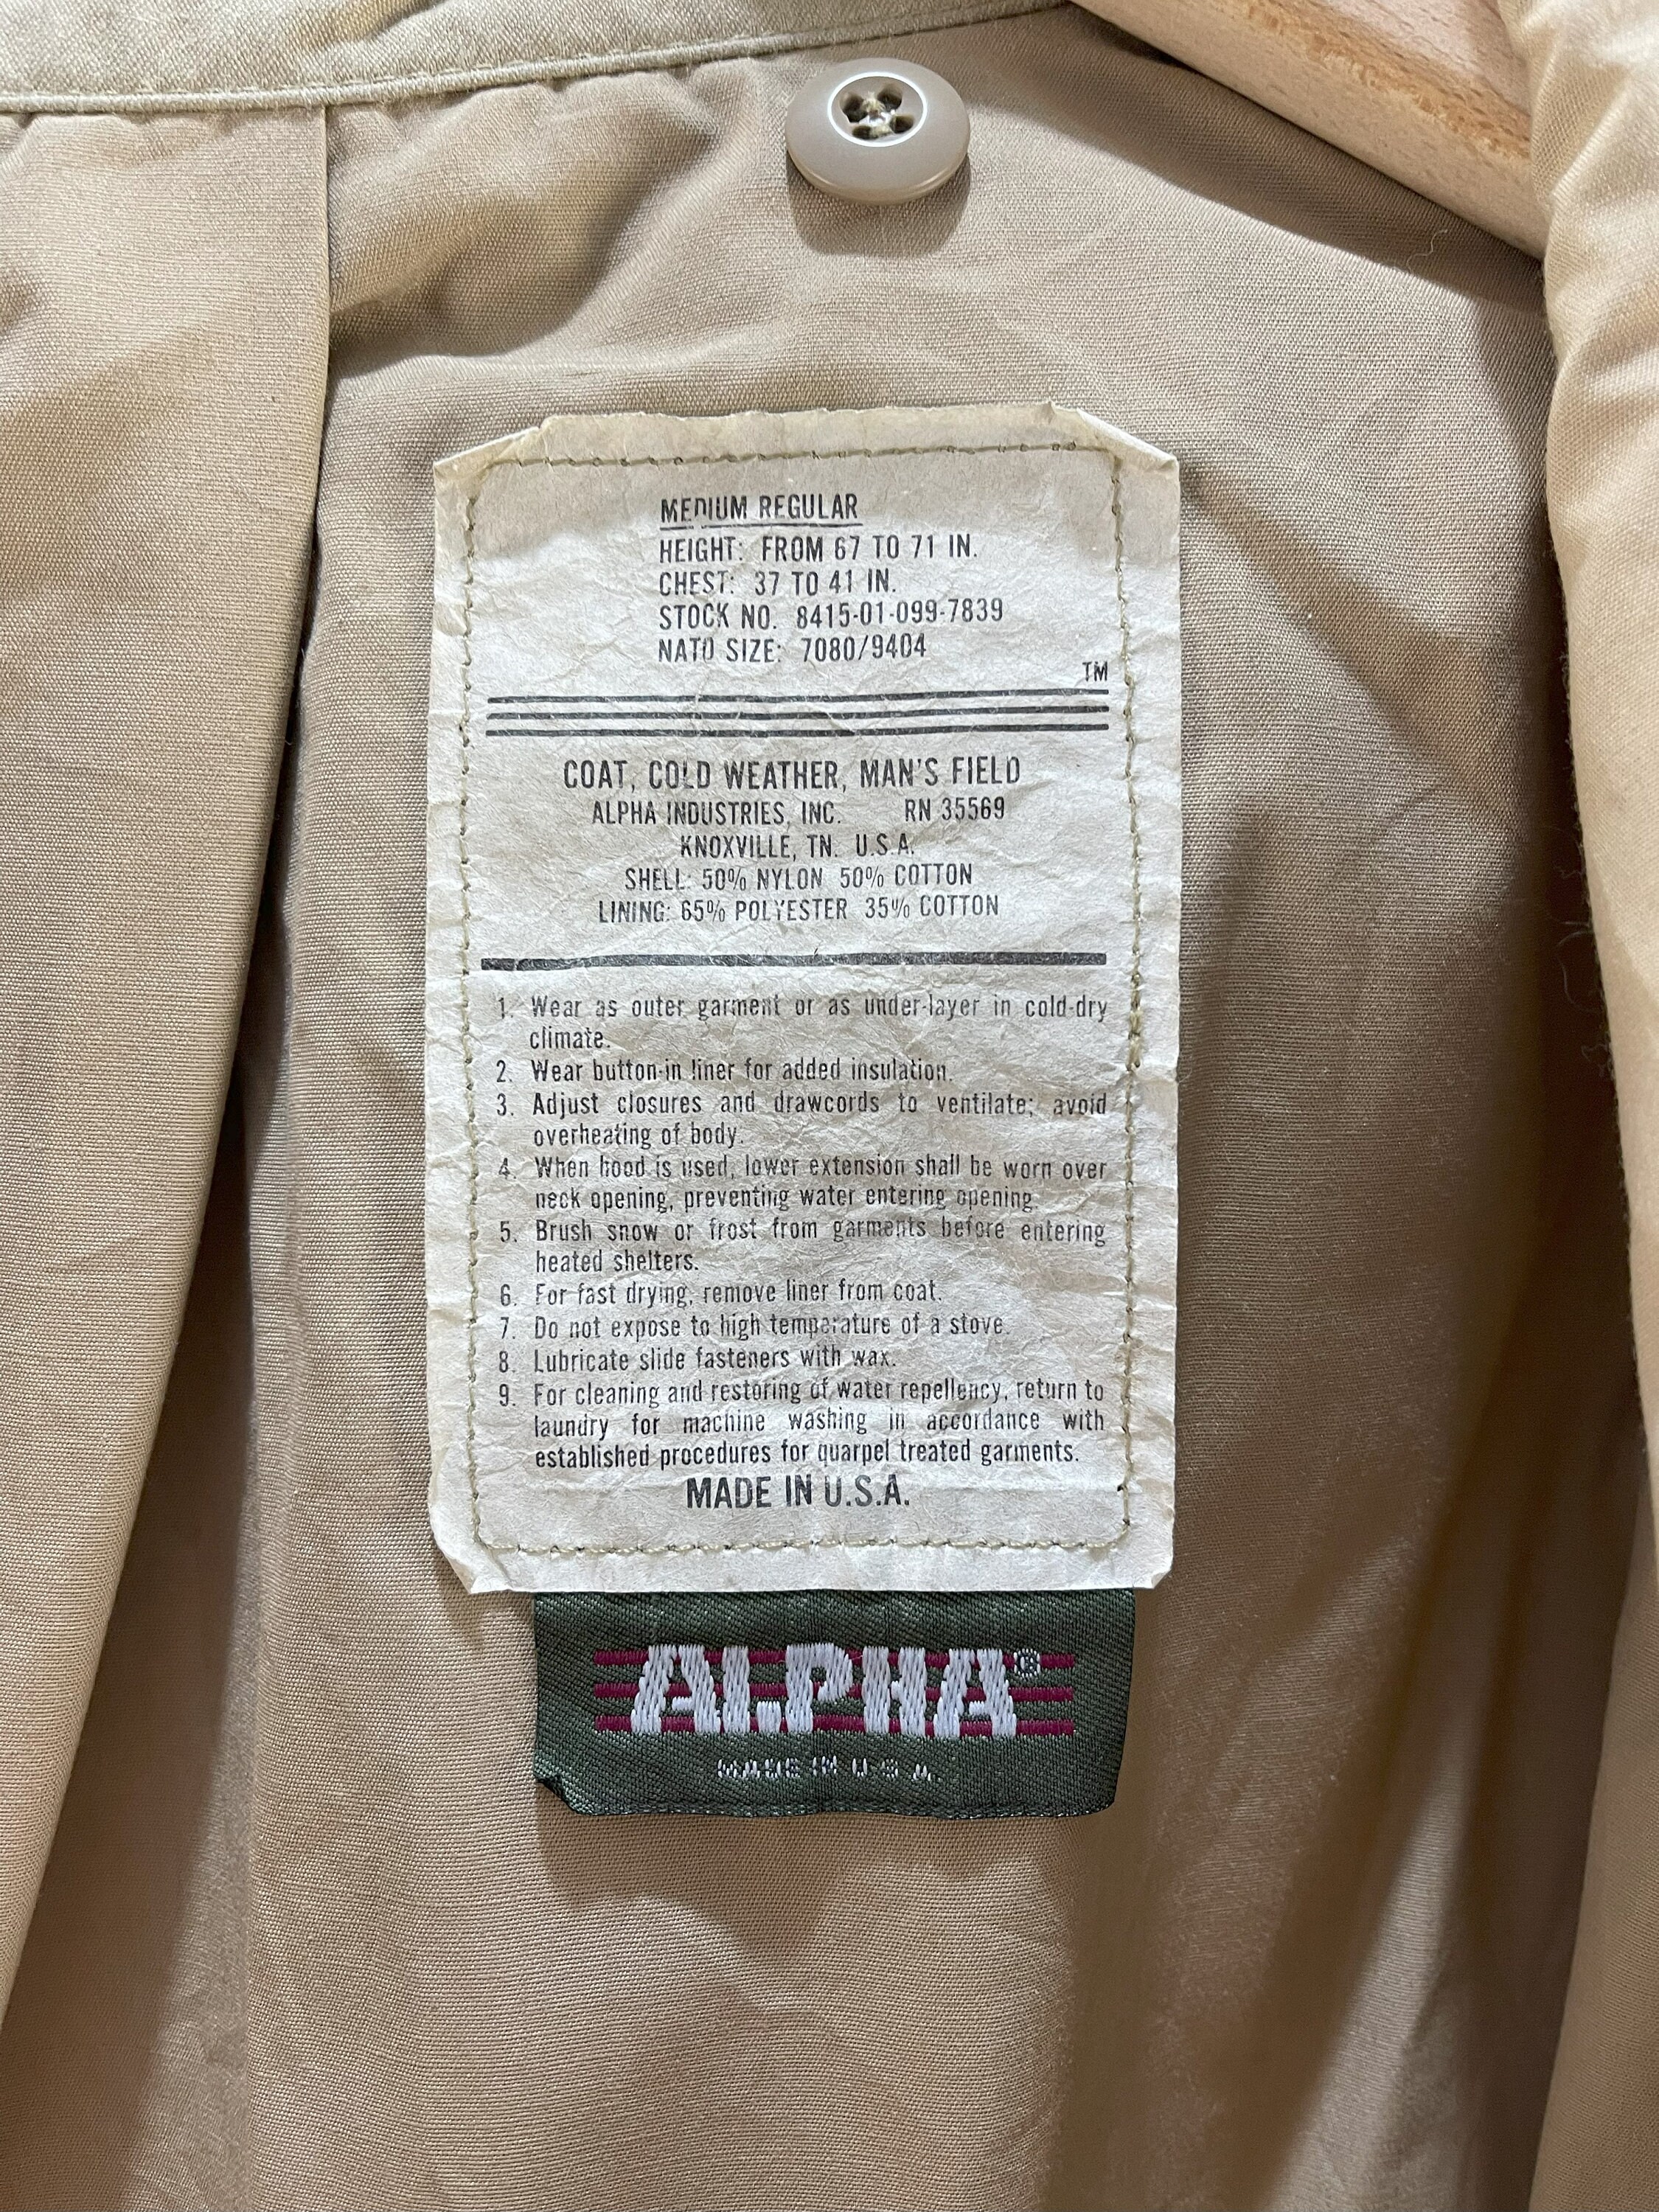 MEDIUM REGULAR
HEIGHT: FROM 67 TO 71 IN.
CHEST: 37 TO 41 IN.
STOCK NO. 8415-01-099-7839
NATO SIZE: 7080/9404
TM
COAT, COLD WEATHER, MAN'S FIELD
ALPHA INDUSTRIES, INC. RN 35569
KNOXVILLE, TN. U.S.A.
SHELL: 50% NYLON 50% COTTON
LINING: 65% POLYESTER 35% COTTON
1. Wear as outer garment or as under-layer in cold-dry
climate.
2. Wear button-in liner for added insulation.
3. Adjust closures and drawcords to ventilate; avoid
overheating of body.
4. When hood is used, lower extension shall be worn over
neck opening, preventing water entering opening.
5. Brush snow or frost from garments before entering
heated shelters.
6. For fast drying, remove liner from coat.
7. Do not expose to high temperature of a stove.
8. Lubricate slide fasteners with wax.
9. For cleaning and restoring of water repellency, return to
laundry for machine washing in accordance with
established procedures for quarpel treated garments.
MADE IN U.S.A.
ALPHA®
MADE IN U.S.A.